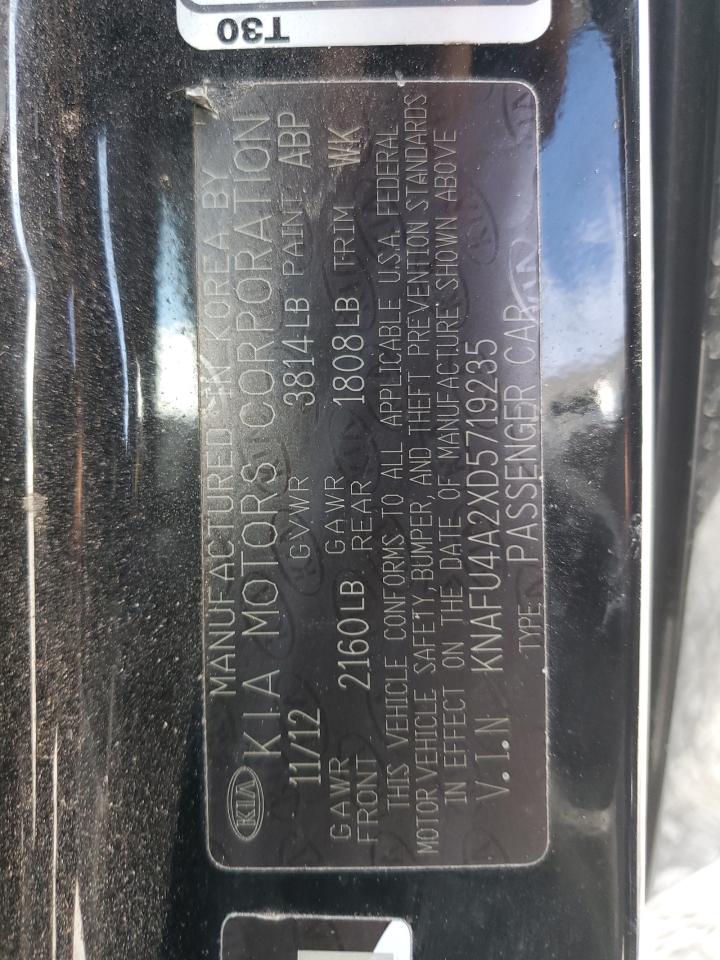 T30
MANUFACTURED IN KOREA BY
KIA KIA MOTORS CORPORATION
11/12 GVWR 3814LB PAINT ABP
GAWR FRONT 2160LB GAWR REAR 1808LB TRIM WK
THIS VEHICLE CONFORMS TO ALL APPLICABLE U.S.A. FEDERAL
MOTOR VEHICLE SAFETY, BUMPER, AND THEFT PREVENTION STANDARDS
IN EFFECT ON THE DATE OF MANUFACTURE SHOWN ABOVE
V.I.N KNAFU4A2XD5719235
TYPE PASSENGER CAR